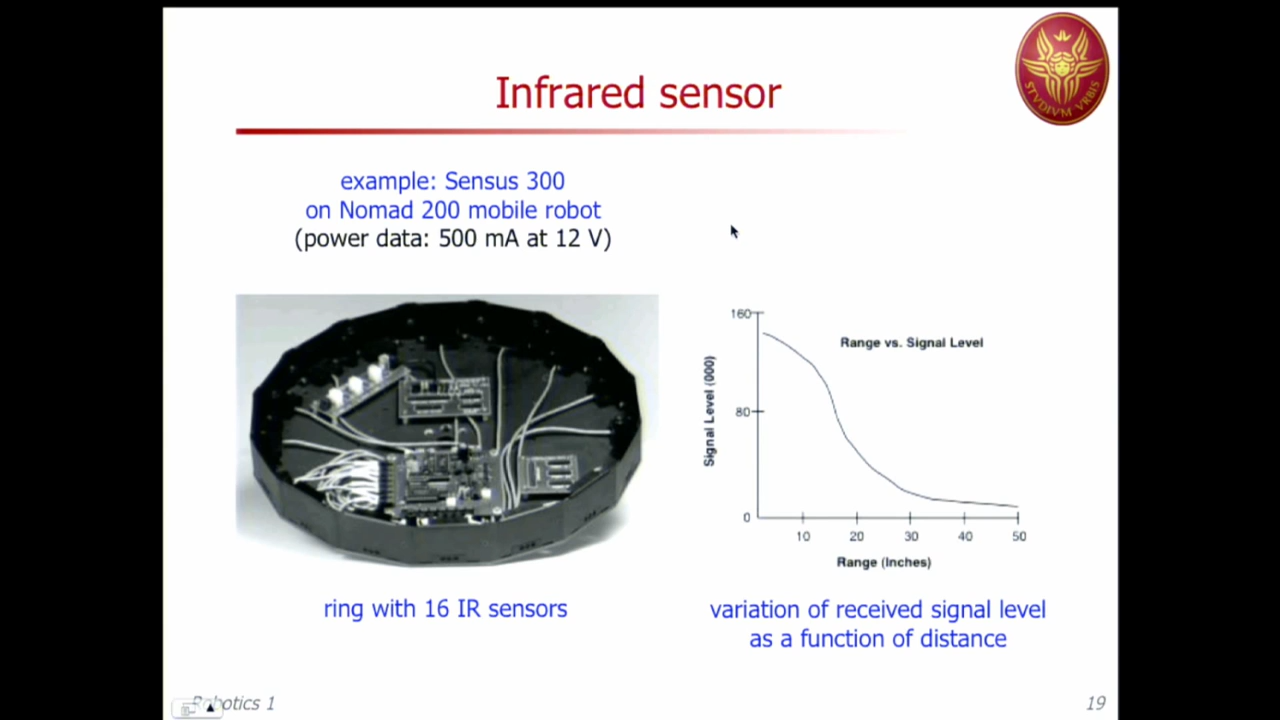 Infrared sensor
STVDIVM VRBIS
example: Sensus 300
on Nomad 200 mobile robot
(power data: 500 mA at 12 V)
Range vs. Signal Level
Signal Level (000)
160
80
0
10 20 30 40 50
Range (Inches)
ring with 16 IR sensors
variation of received signal level
as a function of distance
Robotics 1
19